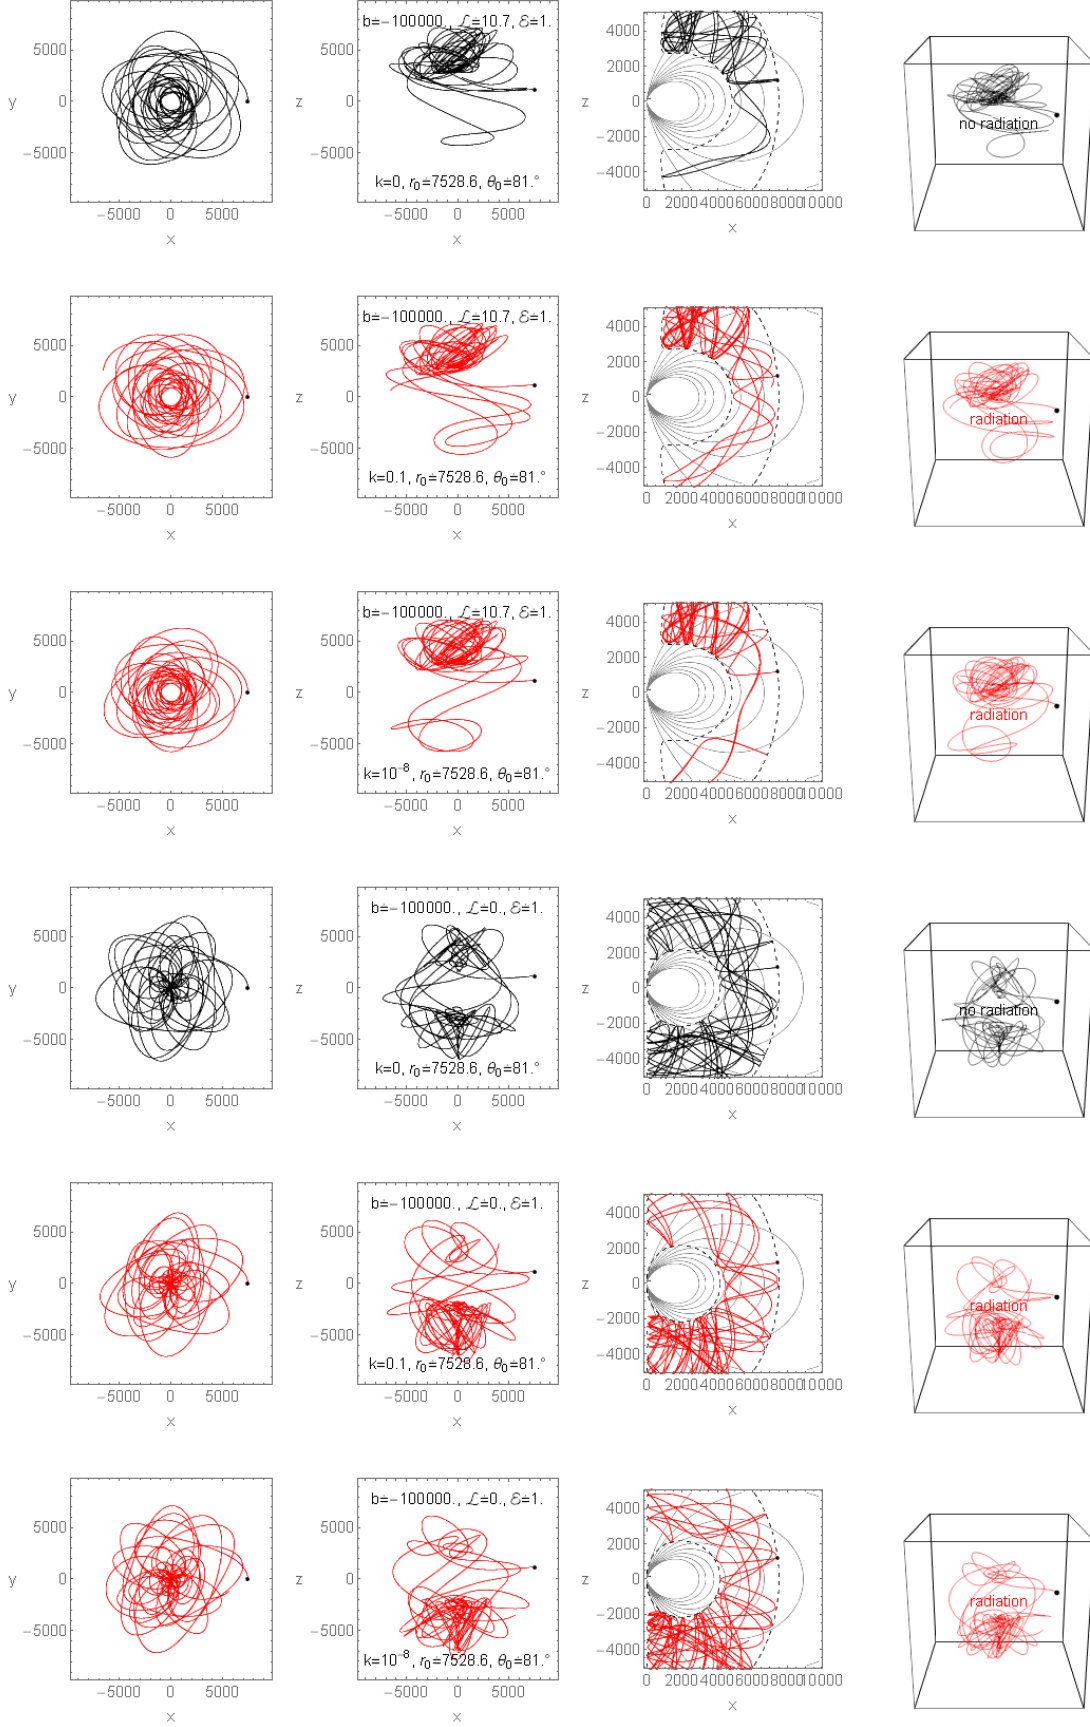 5000
0
−5000
y
−5000 0 5000
x
b=−100000., ℒ=10.7, ℰ=1.
5000
0
−5000
z
k=0, r₀=7528.6, θ₀=81.°
−5000 0 5000
x
4000
2000
0
−2000
−4000
z
0 2000 4000 6000 8000 10000
x
no radiation
5000
0
−5000
y
−5000 0 5000
x
b=−100000., ℒ=10.7, ℰ=1.
5000
0
−5000
z
k=0.1, r₀=7528.6, θ₀=81.°
−5000 0 5000
x
4000
2000
0
−2000
−4000
z
0 2000 4000 6000 8000 10000
x
radiation
5000
0
−5000
y
−5000 0 5000
x
b=−100000., ℒ=10.7, ℰ=1.
5000
0
−5000
z
k=10⁻⁸, r₀=7528.6, θ₀=81.°
−5000 0 5000
x
4000
2000
0
−2000
−4000
z
0 2000 4000 6000 8000 10000
x
radiation
5000
0
−5000
y
−5000 0 5000
x
b=−100000., ℒ=0., ℰ=1.
5000
0
−5000
z
k=0, r₀=7528.6, θ₀=81.°
−5000 0 5000
x
4000
2000
0
−2000
−4000
z
0 2000 4000 6000 8000 10000
x
no radiation
5000
0
−5000
y
−5000 0 5000
x
b=−100000., ℒ=0., ℰ=1.
5000
0
−5000
z
k=0.1, r₀=7528.6, θ₀=81.°
−5000 0 5000
x
4000
2000
0
−2000
−4000
z
0 2000 4000 6000 8000 10000
x
radiation
5000
0
−5000
y
−5000 0 5000
x
b=−100000., ℒ=0., ℰ=1.
5000
0
−5000
z
k=10⁻⁸, r₀=7528.6, θ₀=81.°
−5000 0 5000
x
4000
2000
0
−2000
−4000
z
0 2000 4000 6000 8000 10000
x
radiation